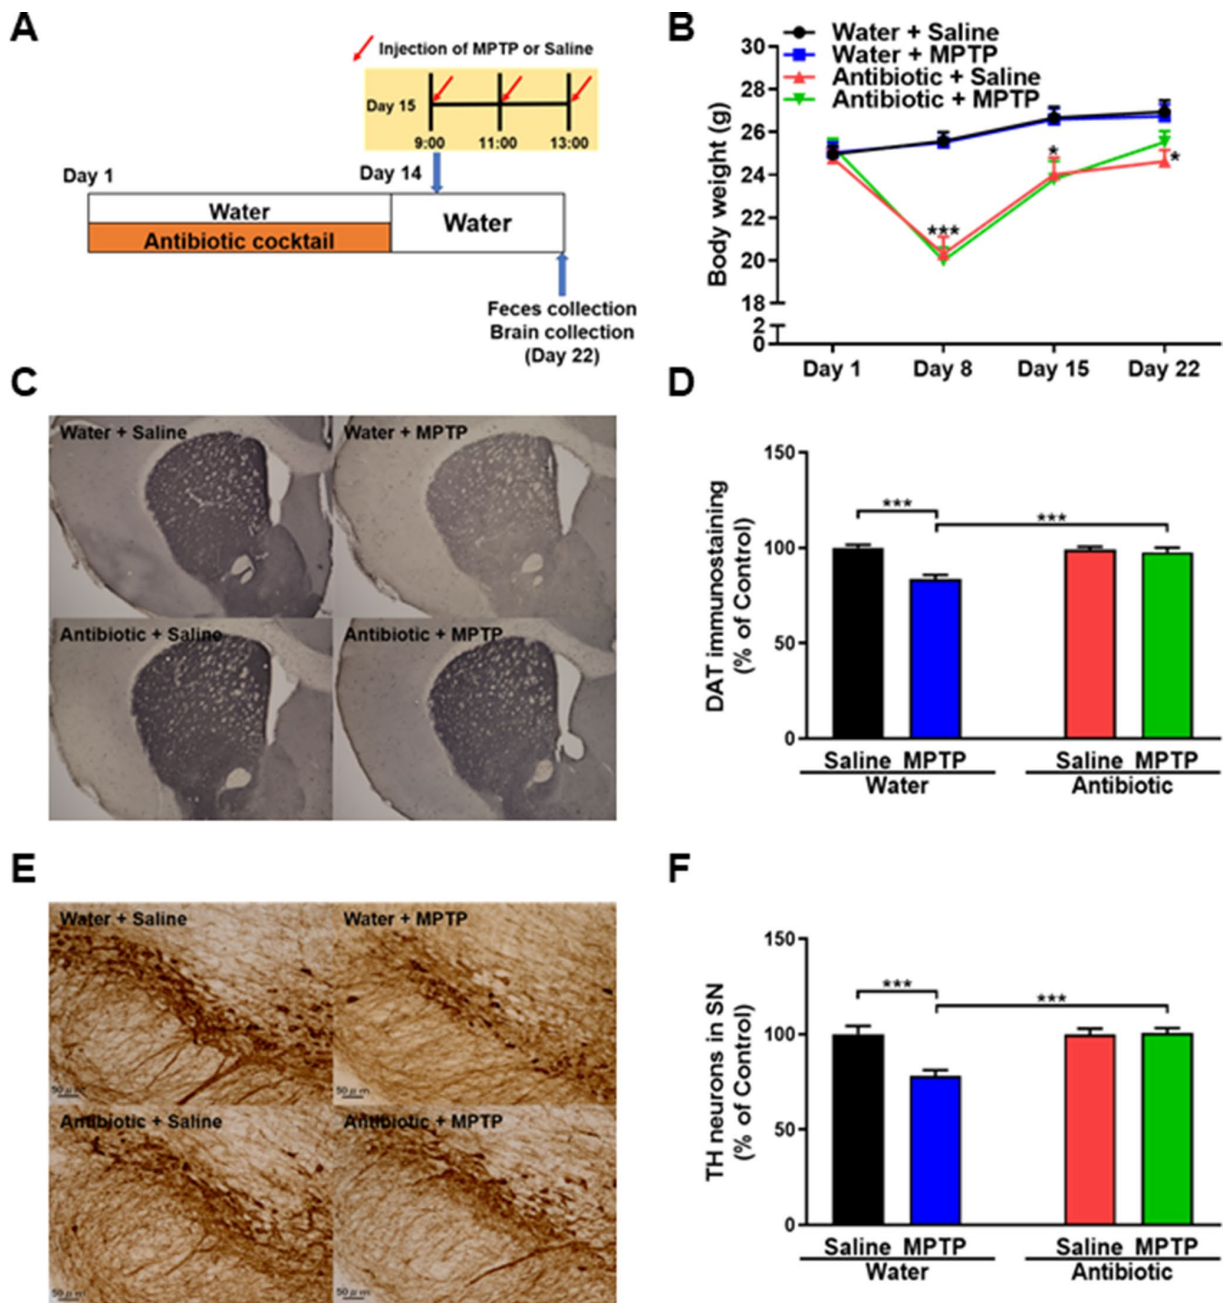 A
Injection of MPTP or Saline
Day 15
9:00 11:00 13:00
Day 1
Day 14
Water
Antibiotic cocktail
Water
Feces collection
Brain collection
(Day 22)
B
Water + Saline
Water + MPTP
Antibiotic + Saline
Antibiotic + MPTP
Body weight (g)
30
28
26
24
22
20
18
2
0
***
*
*
Day 1 Day 8 Day 15 Day 22
C
Water + Saline
Water + MPTP
Antibiotic + Saline
Antibiotic + MPTP
D
DAT immunostaining
(% of Control)
150
100
50
0
***
***
Saline MPTP Saline MPTP
Water Antibiotic
E
Water + Saline
Water + MPTP
50μm
50μm
Antibiotic + Saline
Antibiotic + MPTP
50μm
50μm
F
TH neurons in SN
(% of Control)
150
100
50
0
***
***
Saline MPTP Saline MPTP
Water Antibiotic